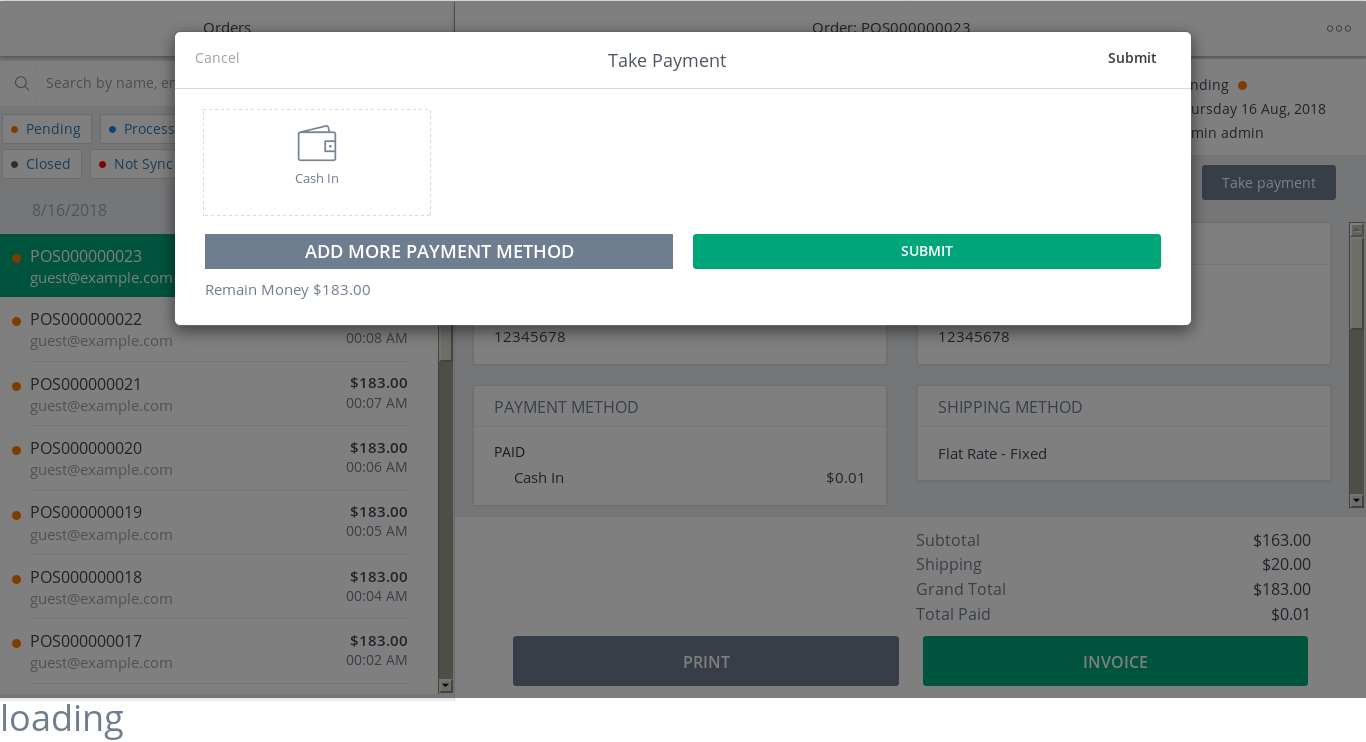 Orders
Order: POS000000023
Cancel
Take Payment
Submit
Cash In
ADD MORE PAYMENT METHOD
SUBMIT
Remain Money $183.00
Search by name, em
Pending
Process
Closed
Not Sync
8/16/2018
POS000000023
guest@example.com
POS000000022
guest@example.com
00:08 AM
POS000000021
$183.00
guest@example.com
00:07 AM
POS000000020
$183.00
guest@example.com
00:06 AM
POS000000019
$183.00
guest@example.com
00:05 AM
POS000000018
$183.00
guest@example.com
00:04 AM
POS000000017
$183.00
guest@example.com
00:02 AM
nding
ursday 16 Aug, 2018
min admin
Take payment
12345678
12345678
PAYMENT METHOD
PAID
Cash In $0.01
SHIPPING METHOD
Flat Rate - Fixed
Subtotal $163.00
Shipping $20.00
Grand Total $183.00
Total Paid $0.01
PRINT
INVOICE
loading